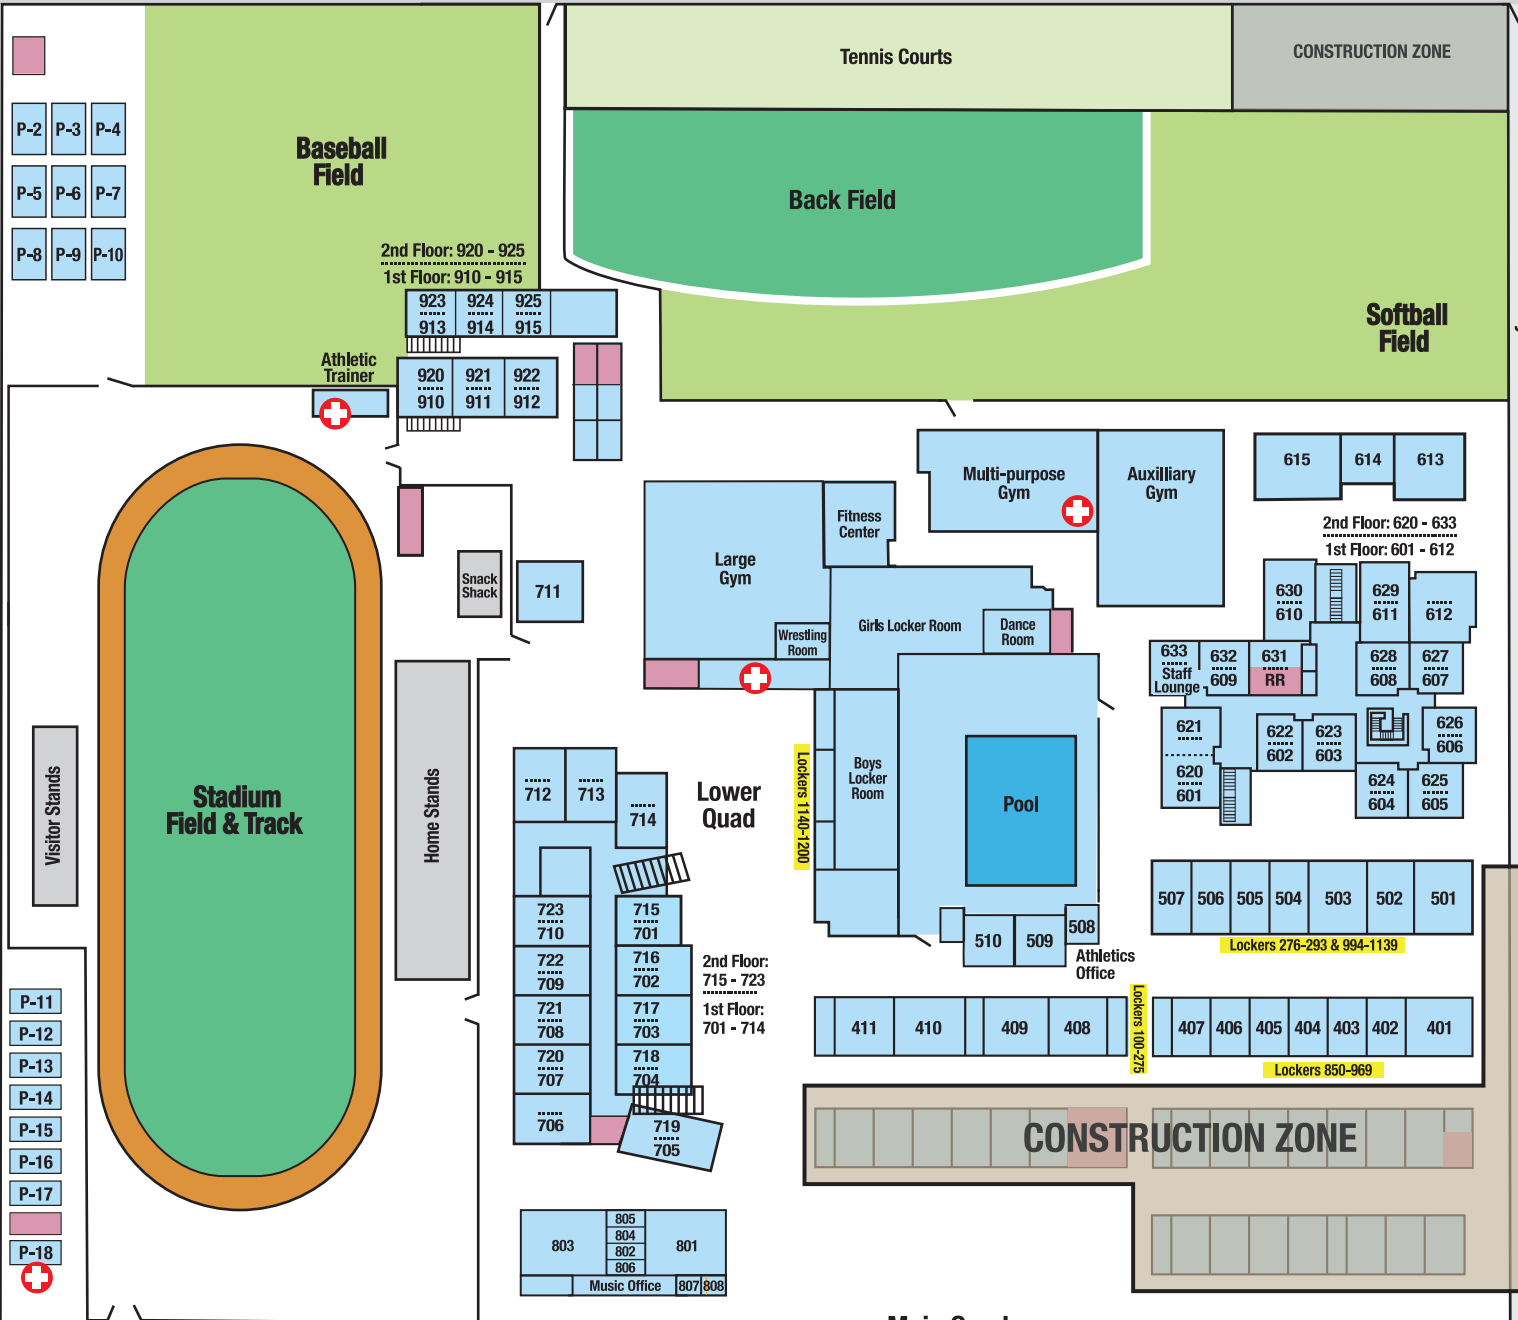 Tennis Courts
CONSTRUCTION ZONE
P-2 P-3 P-4
P-5 P-6 P-7
P-8 P-9 P-10
Baseball
Field
Back Field
Softball
Field
2nd Floor: 920 - 925
1st Floor: 910 - 915
923 924 925
913 914 915
Athletic
Trainer
920 921 922
910 911 912
Multi-purpose
Gym
Auxilliary
Gym
615 614 613
2nd Floor: 620 - 633
1st Floor: 601 - 612
Fitness
Center
Large
Gym
Snack
Shack
711
Wrestling
Room
Girls Locker Room
Dance
Room
630
610
629
611
612
633
Staff
Lounge
632
609
631
RR
628
608
627
607
621
620
601
622
602
623
603
626
606
624
604
625
605
Visitor Stands
Stadium
Field & Track
Home Stands
712 713
714
Lower
Quad
Lockers 1140-1200
Boys
Locker
Room
Pool
723
710
715
701
722
709
716
702
721
708
717
703
720
707
718
704
706
719
705
2nd Floor:
715 - 723
1st Floor:
701 - 714
510 509 508
Athletics
Office
507 506 505 504 503 502 501
Lockers 276-293 & 994-1139
411 410 409 408
Lockers 100-275
407 406 405 404 403 402 401
Lockers 850-969
CONSTRUCTION ZONE
P-11
P-12
P-13
P-14
P-15
P-16
P-17
P-18
803
805
804
802
806
801
Music Office 807 808